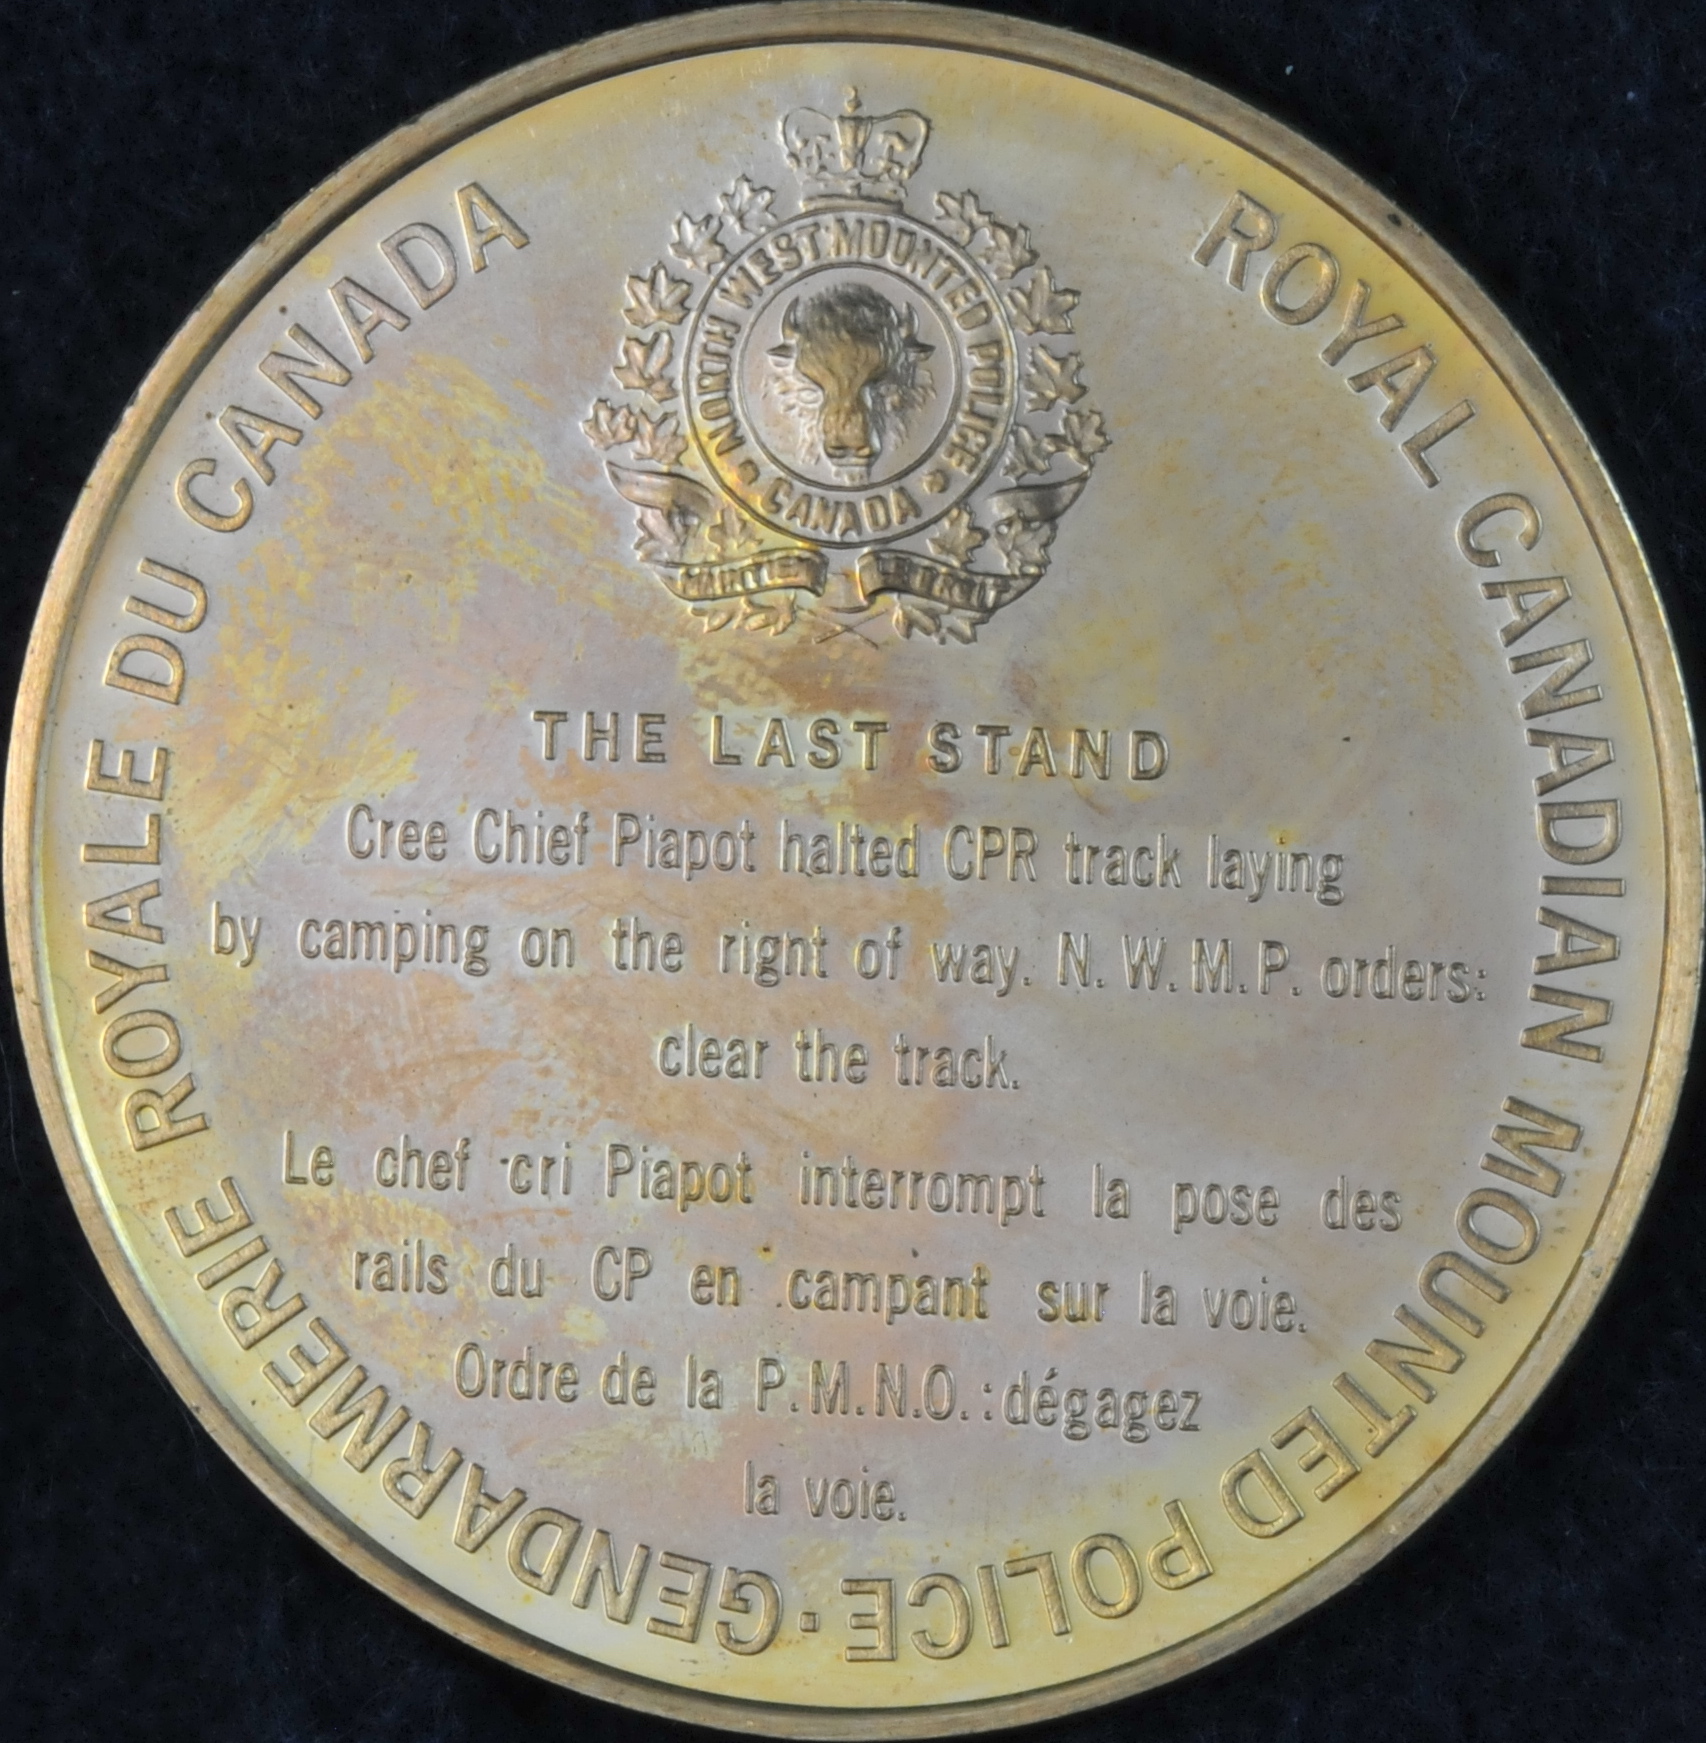 ROYAL CANADIAN MOUNTED POLICE · GENDARMERIE ROYALE DU CANADA
NORTH WEST MOUNTED POLICE
CANADA
MAINTIEN LE DROIT
THE LAST STAND
Cree Chief Piapot halted CPR track laying
by camping on the right of way. N.W.M.P. orders:
clear the track.
Le chef cri Piapot interrompt la pose des
rails du CP en campant sur la voie.
Ordre de la P.M.N.O.: dégagez
la voie.